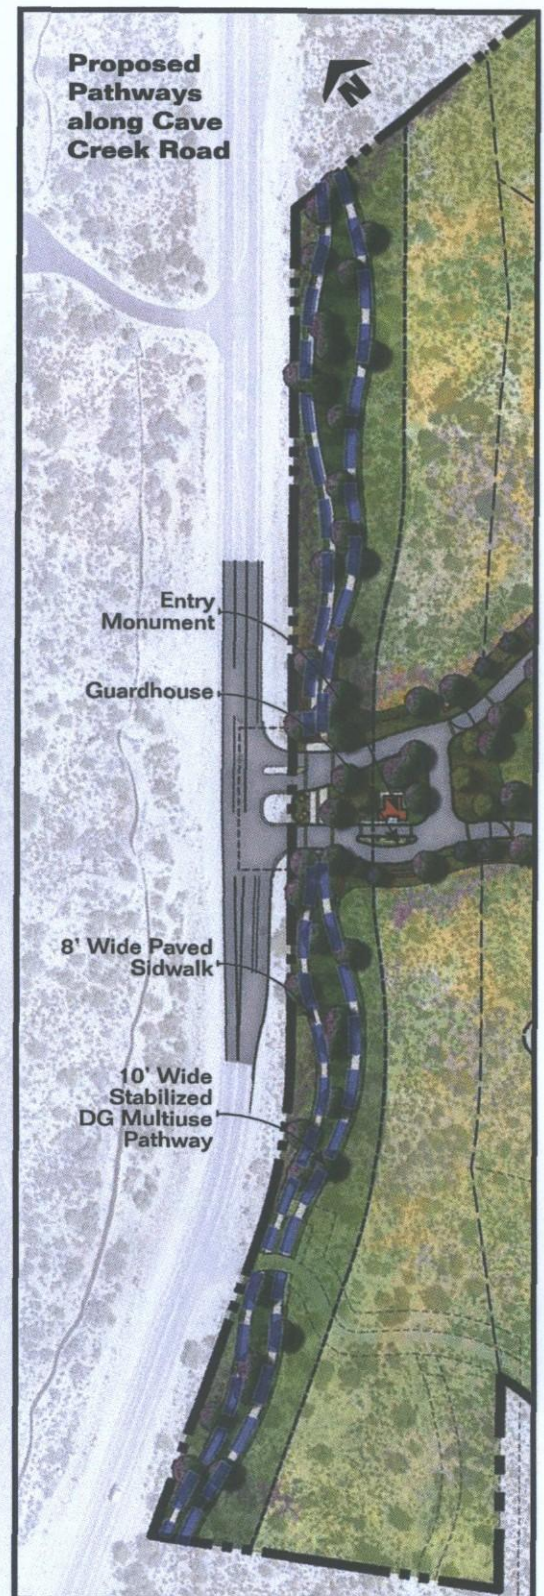 Proposed
Pathways
along Cave
Creek Road
N
Entry
Monument
Guardhouse
8' Wide Paved
Sidwalk
10' Wide
Stabilized
DG Multiuse
Pathway